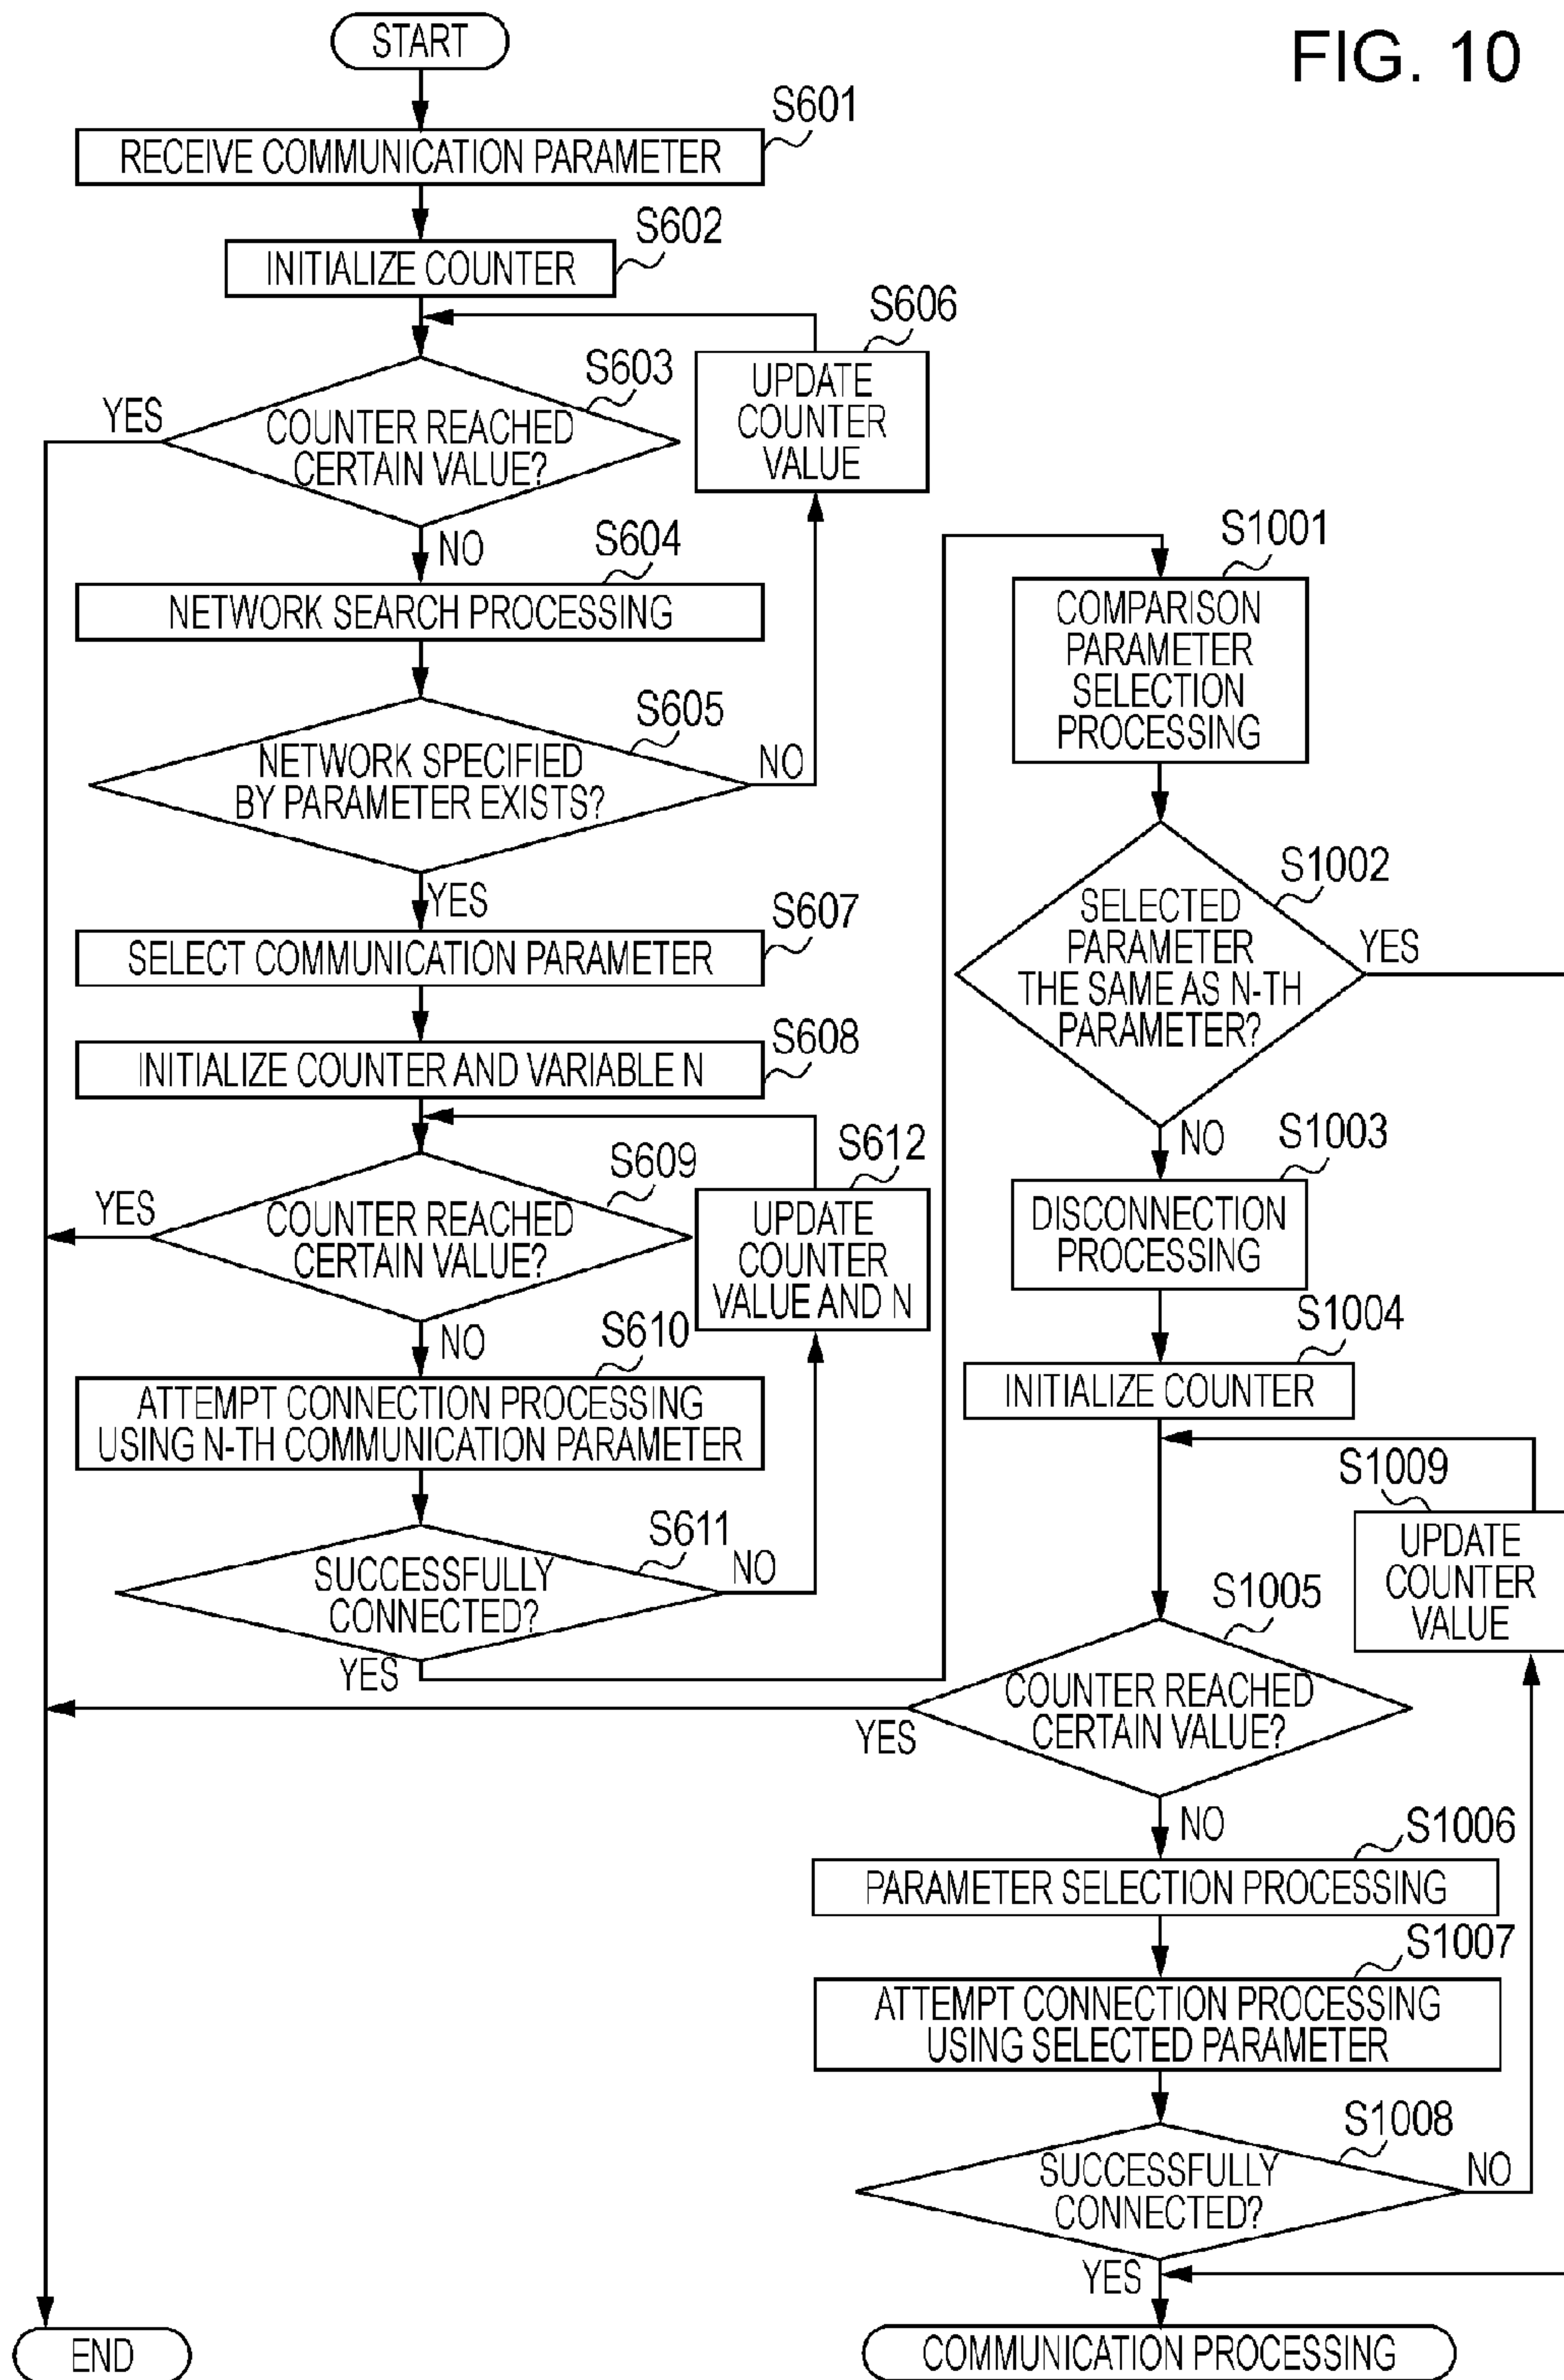 FIG. 10
START
S601
RECEIVE COMMUNICATION PARAMETER
S602
INITIALIZE COUNTER
S606
UPDATE
COUNTER
VALUE
S603
YES
COUNTER REACHED
CERTAIN VALUE?
NO
S604
NETWORK SEARCH PROCESSING
S605
NETWORK SPECIFIED
BY PARAMETER EXISTS?
NO
YES
S607
SELECT COMMUNICATION PARAMETER
S608
INITIALIZE COUNTER AND VARIABLE N
S612
UPDATE
COUNTER
VALUE AND N
S609
YES
COUNTER REACHED
CERTAIN VALUE?
NO
S610
ATTEMPT CONNECTION PROCESSING
USING N-TH COMMUNICATION PARAMETER
S611
SUCCESSFULLY
CONNECTED?
NO
YES
S1001
COMPARISON
PARAMETER
SELECTION
PROCESSING
S1002
SELECTED
PARAMETER
THE SAME AS N-TH
PARAMETER?
YES
NO
S1003
DISCONNECTION
PROCESSING
S1004
INITIALIZE COUNTER
S1009
UPDATE
COUNTER
VALUE
S1005
COUNTER REACHED
CERTAIN VALUE?
YES
NO
S1006
PARAMETER SELECTION PROCESSING
S1007
ATTEMPT CONNECTION PROCESSING
USING SELECTED PARAMETER
S1008
SUCCESSFULLY
CONNECTED?
NO
YES
END
COMMUNICATION PROCESSING